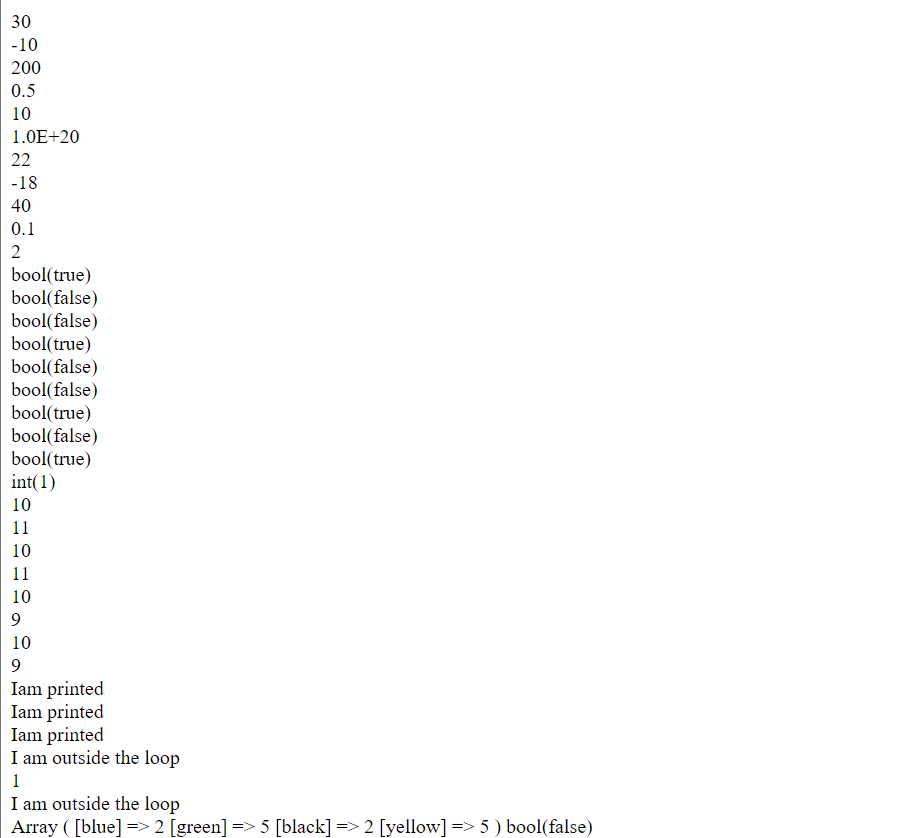 30
-10
200
0.5
10
1.0E+20
22
-18
40
0.1
2
bool(true)
bool(false)
bool(false)
bool(true)
bool(false)
bool(false)
bool(true)
bool(false)
bool(true)
int(1)
10
11
10
11
10
9
10
9
Iam printed
Iam printed
Iam printed
I am outside the loop
1
I am outside the loop
Array ( [blue] => 2 [green] => 5 [black] => 2 [yellow] => 5 ) bool(false)